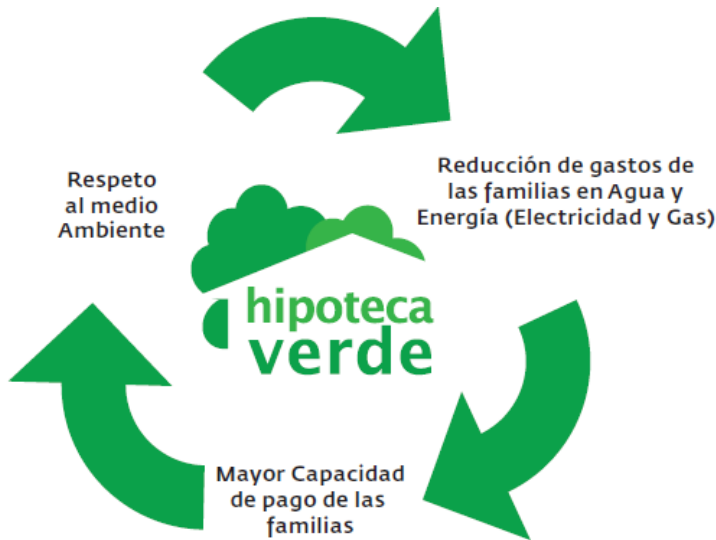 Respeto
al medio
Ambiente
Reducción de gastos de
las familias en Agua y
Energía (Electricidad y Gas)
hipoteca
verde
Mayor Capacidad
de pago de las
familias